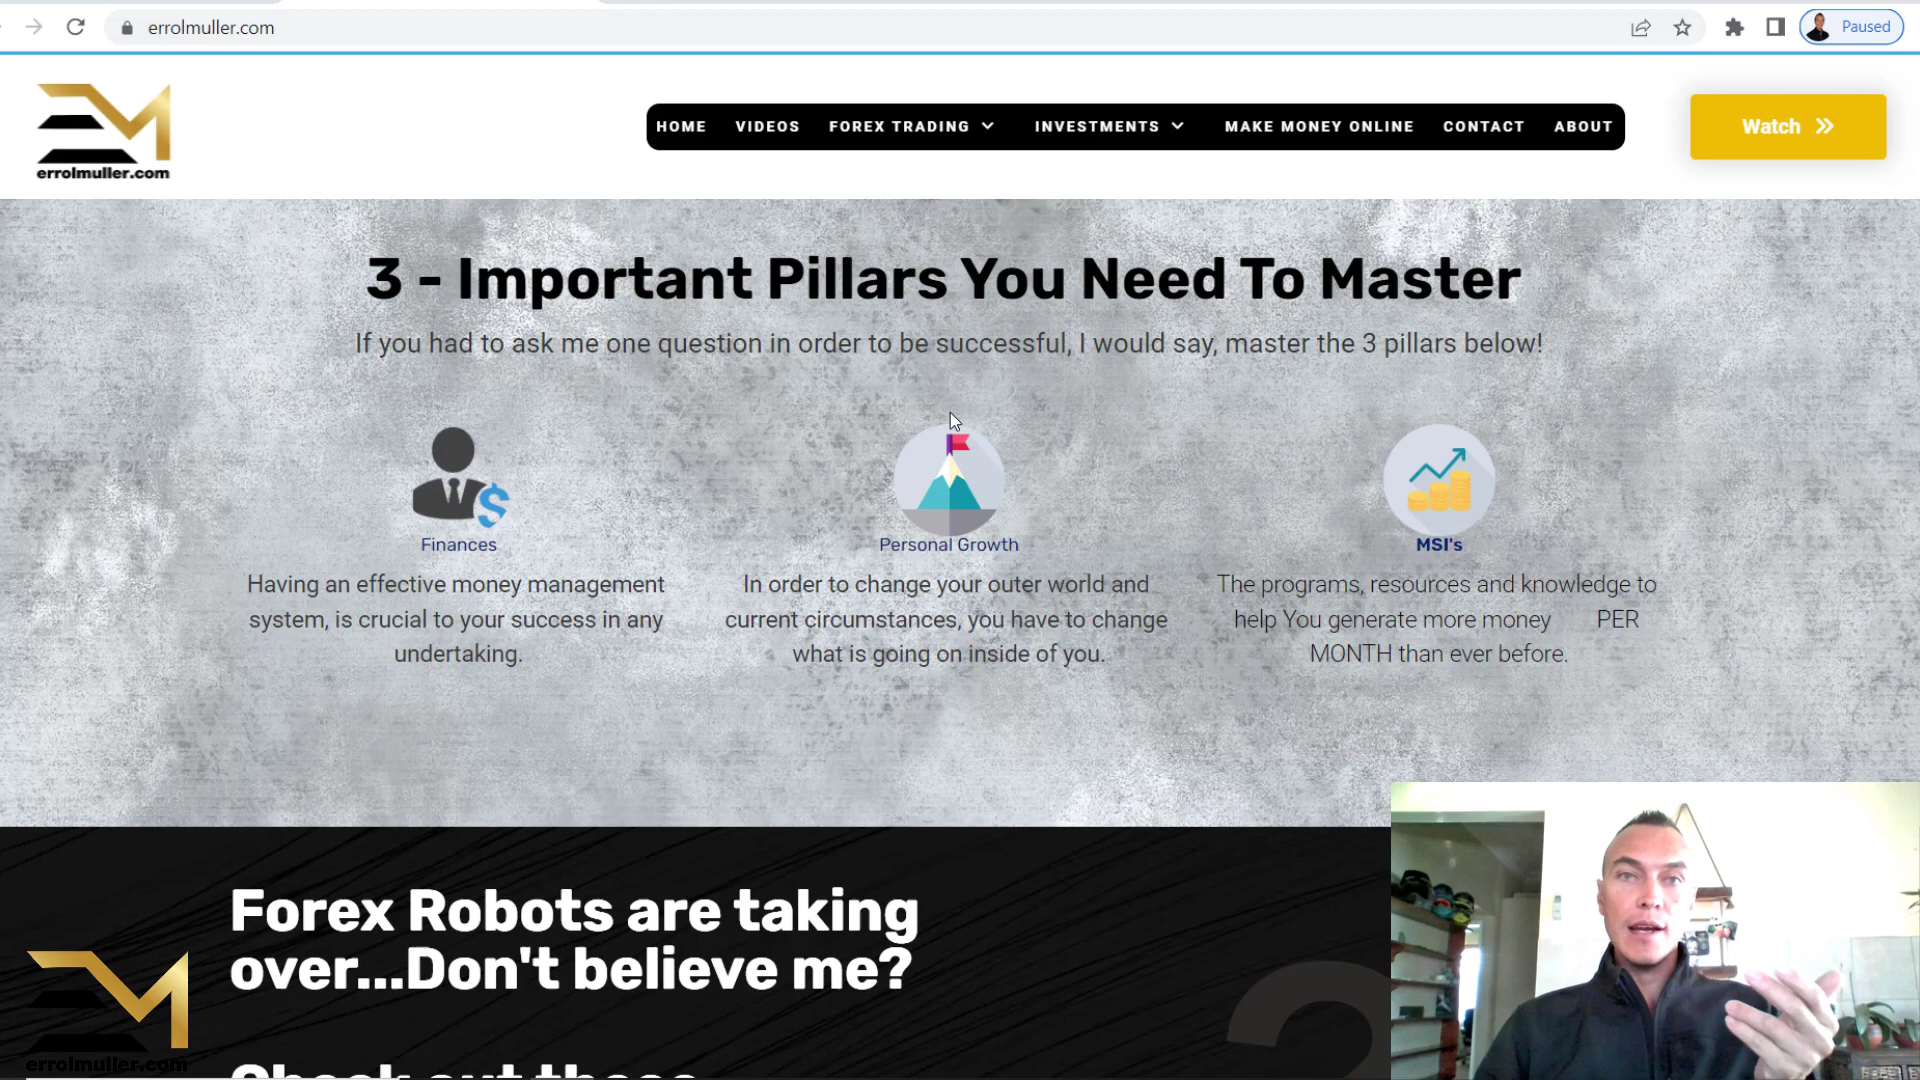 errolmuller.com
Paused
EM
errolmuller.com
HOME VIDEOS FOREX TRADING INVESTMENTS MAKE MONEY ONLINE CONTACT ABOUT
Watch
3 - Important Pillars You Need To Master
If you had to ask me one question in order to be successful, I would say, master the 3 pillars below!
Finances
Having an effective money management
system, is crucial to your success in any
undertaking.
Personal Growth
In order to change your outer world and
current circumstances, you have to change
what is going on inside of you.
MSI's
The programs, resources and knowledge to
help You generate more money PER
MONTH than ever before.
Forex Robots are taking
over...Don't believe me?
Check out these
EM
errolmuller.com